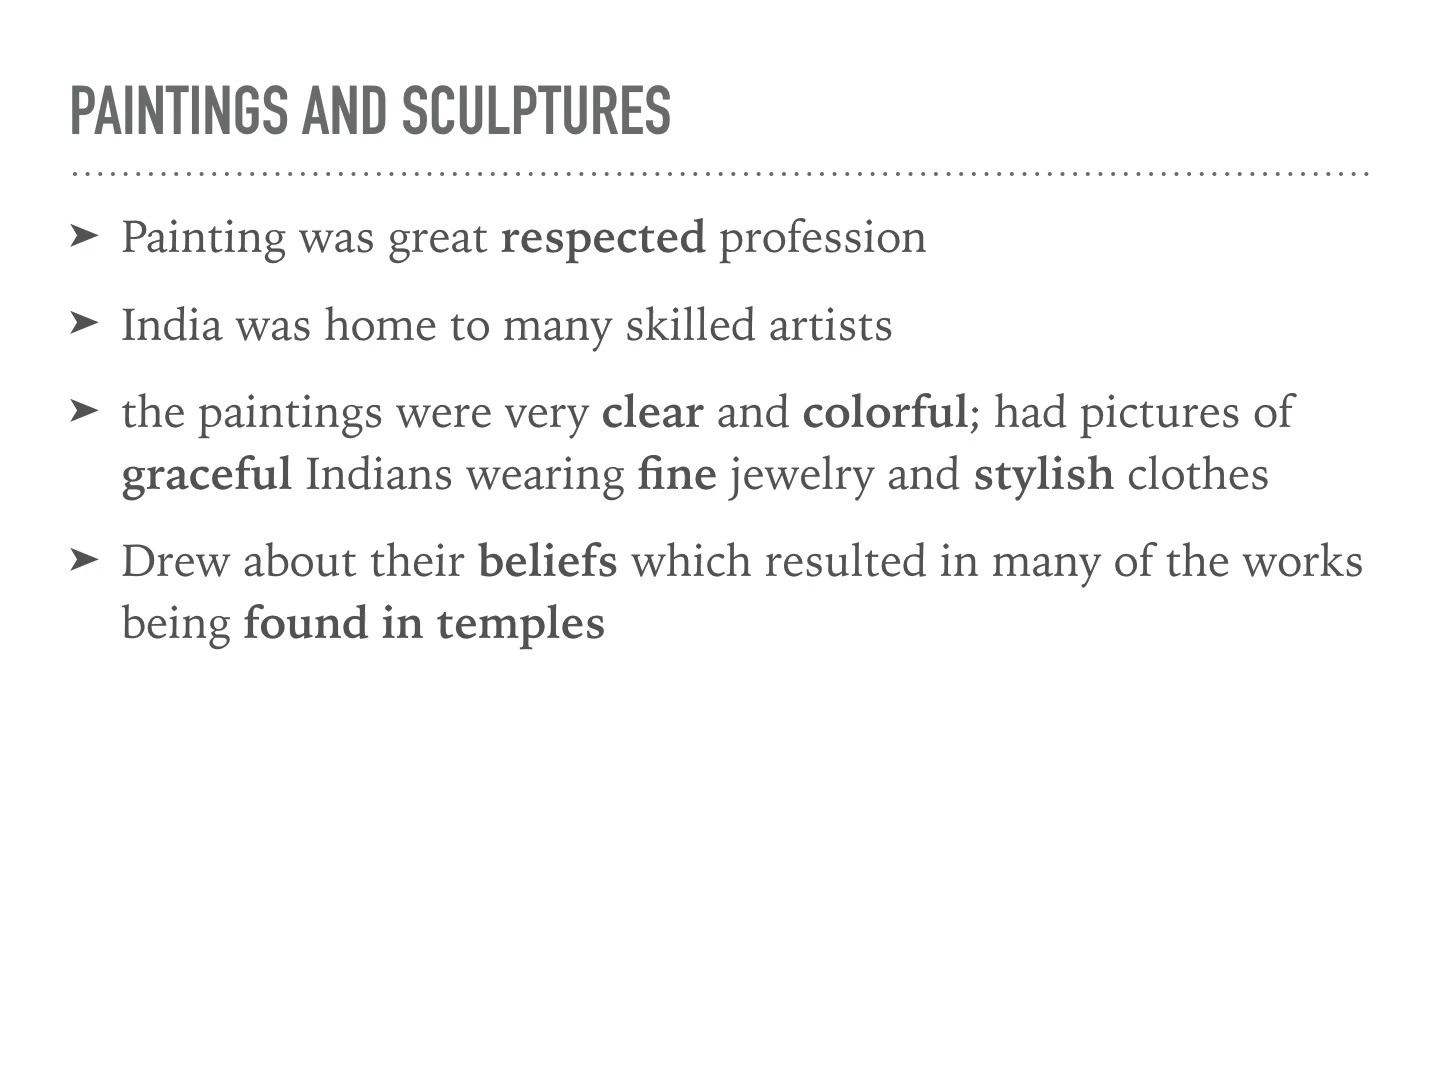 PAINTINGS AND SCULPTURES
➤ Painting was great respected profession
➤ India was home to many skilled artists
➤ the paintings were very clear and colorful; had pictures of
graceful Indians wearing fine jewelry and stylish clothes
➤ Drew about their beliefs which resulted in many of the works
being found in temples